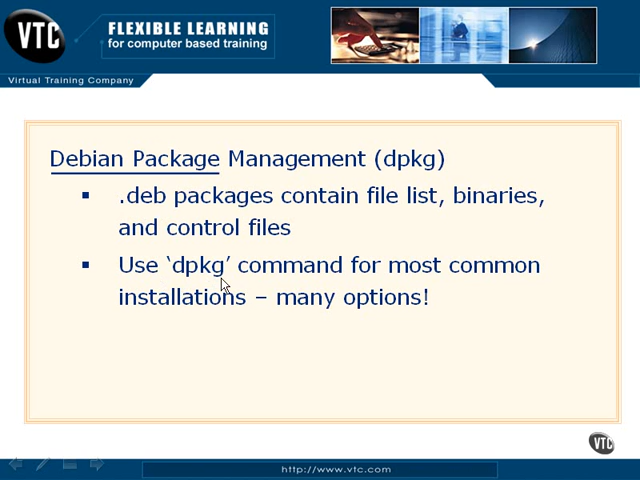 VTC
FLEXIBLE LEARNING
for computer based training
Virtual Training Company
Debian Package Management (dpkg)
▪ .deb packages contain file list, binaries,
and control files
▪ Use ‘dpkg’ command for most common
installations – many options!
VTC
http://www.vtc.com